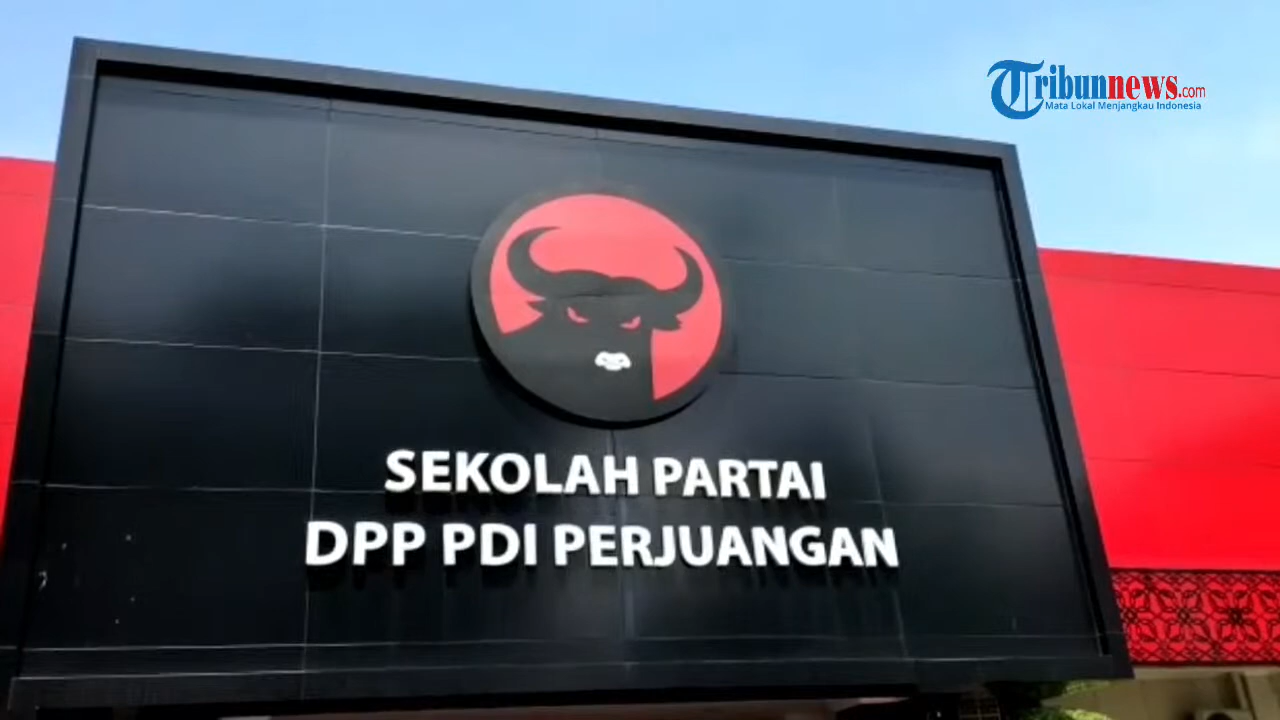 Tribunnews.com
Mata Lokal Menjangkau Indonesia
SEKOLAH PARTAI
DPP PDI PERJUANGAN